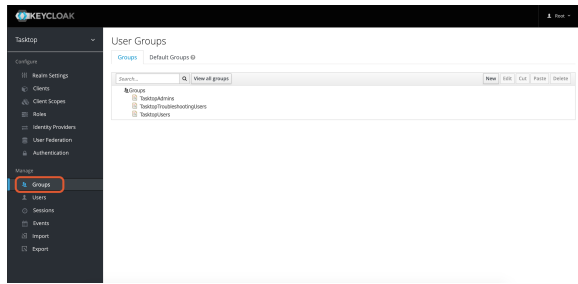 KEYCLOAK
Root
Tasktop
Configure
Realm Settings
Clients
Client Scopes
Roles
Identity Providers
User Federation
Authentication
Manage
Groups
Users
Sessions
Events
Import
Export
User Groups
Groups Default Groups
Search... View all groups New Edit Cut Paste Delete
Groups
TasktopAdmins
TasktopTroubleshootingUsers
TasktopUsers